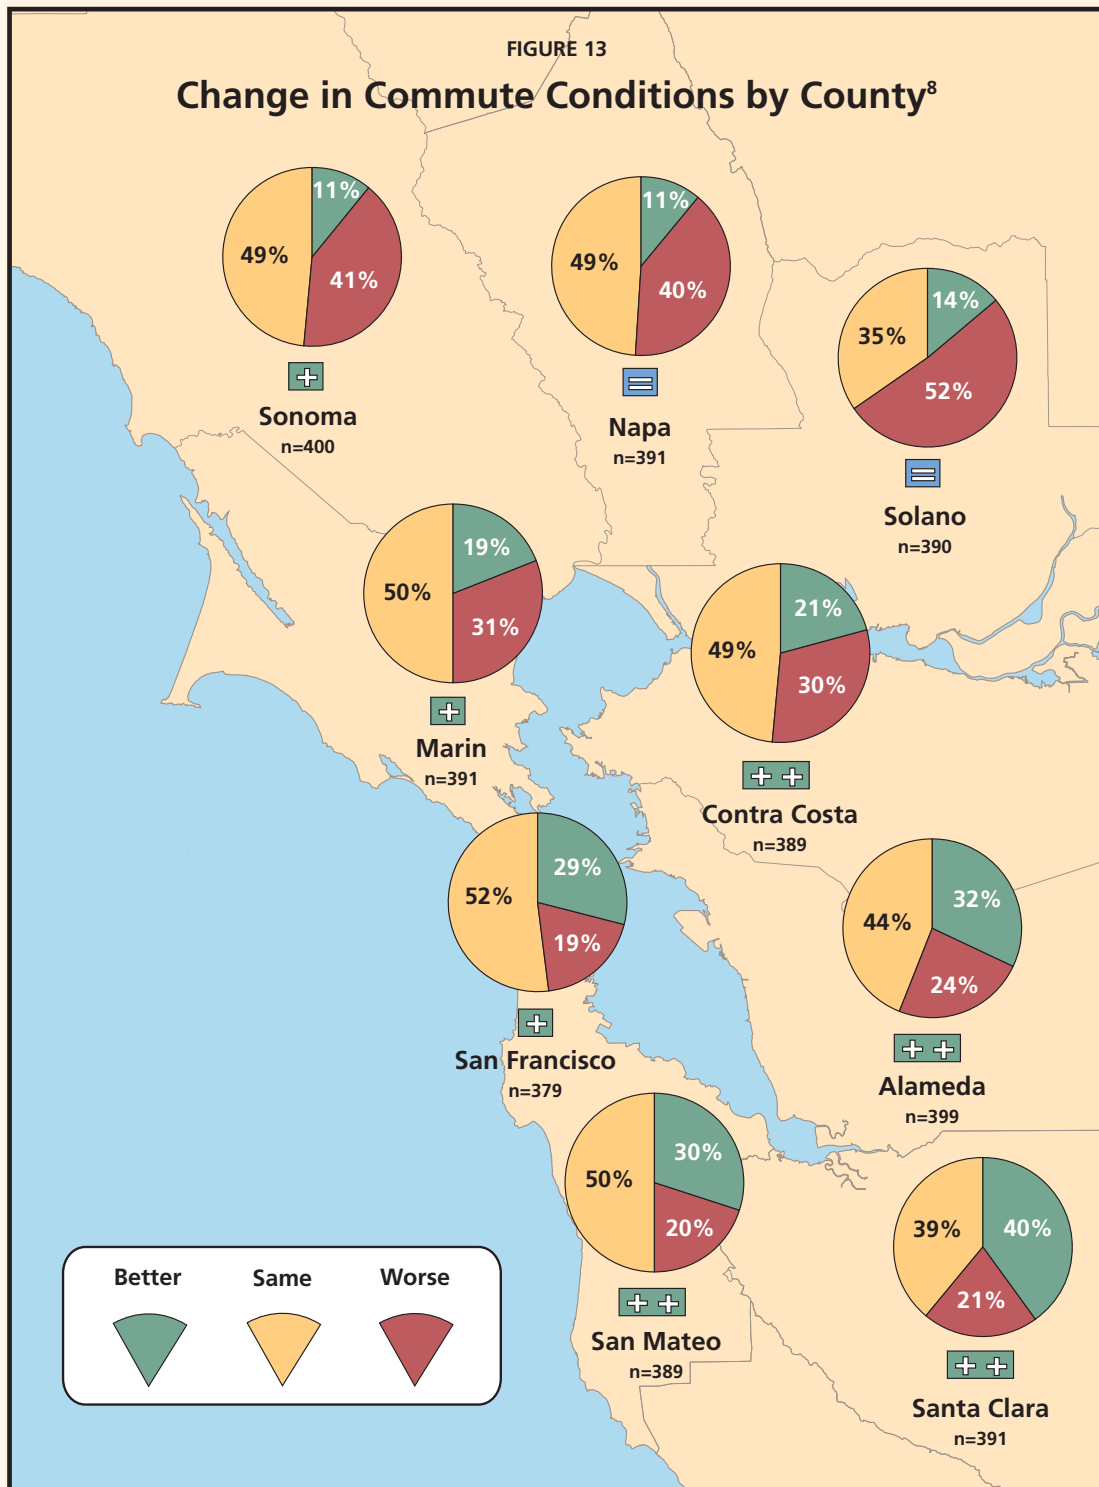 FIGURE 13
Change in Commute Conditions by County⁸
11%
49%
41%
+
Sonoma
n=400
11%
49%
40%
=
Napa
n=391
14%
35%
52%
=
Solano
n=390
19%
50%
31%
+
Marin
n=391
21%
49%
30%
+ +
Contra Costa
n=389
29%
52%
19%
+
San Francisco
n=379
32%
44%
24%
+ +
Alameda
n=399
30%
50%
20%
+ +
San Mateo
n=389
40%
39%
21%
+ +
Santa Clara
n=391
Better Same Worse